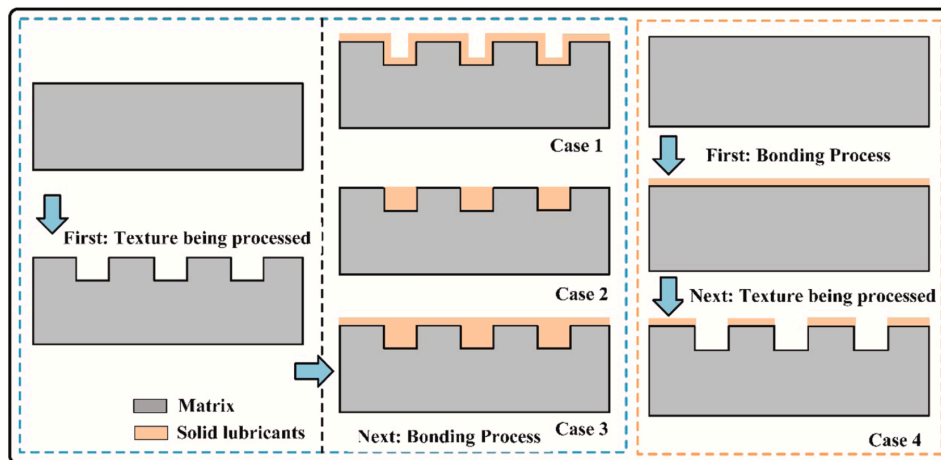 First: Texture being processed
Matrix
Solid lubricants
Case 1
Case 2
Case 3
Next: Bonding Process
First: Bonding Process
Next: Texture being processed
Case 4